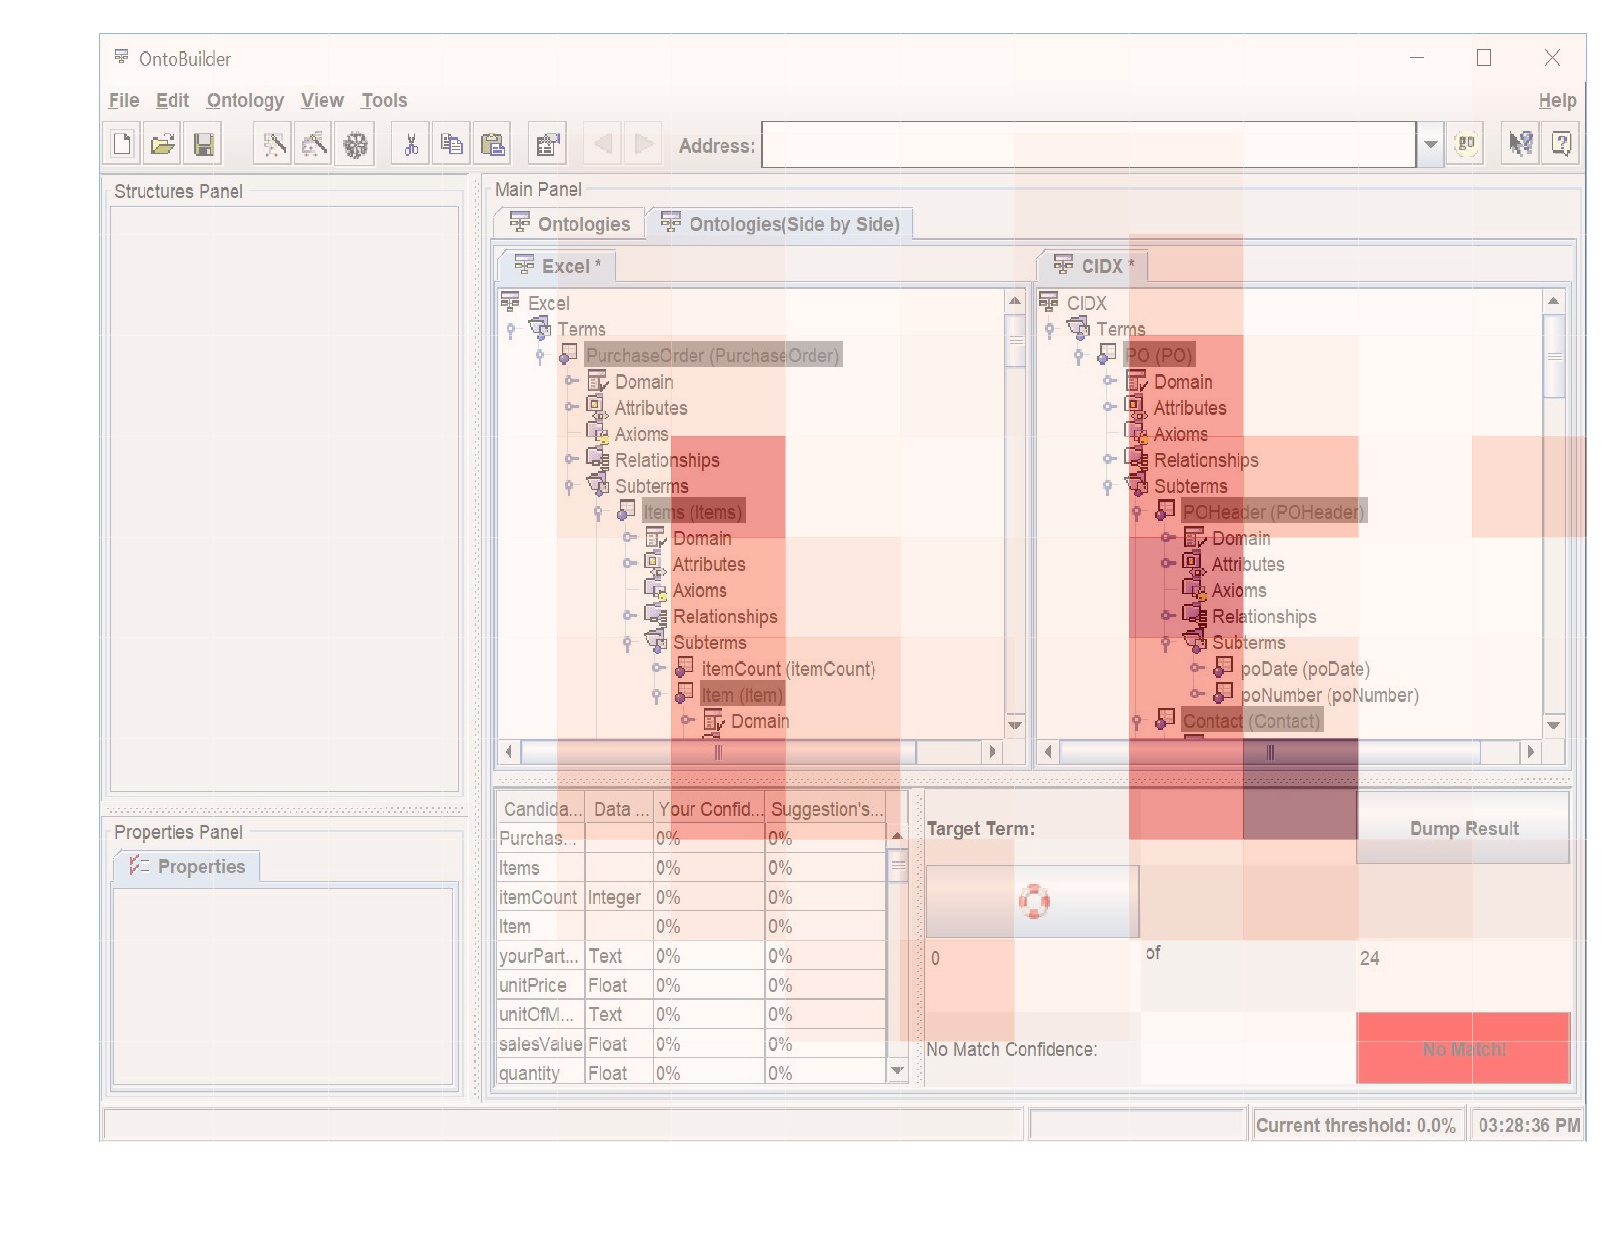 OntoBuilder
File Edit Ontology View Tools Help
Address: go
Structures Panel
Main Panel
Ontologies Ontologies(Side by Side)
Excel * CIDX *
Excel CIDX
Terms Terms
PurchaseOrder (PurchaseOrder) PO (PO)
Domain Domain
Attributes Attributes
Axioms Axioms
Relationships Relationships
Subterms Subterms
Items (Items) POHeader (POHeader)
Domain Domain
Attributes Attributes
Axioms Axioms
Relationships Relationships
Subterms Subterms
itemCount (itemCount) poDate (poDate)
Item (Item) poNumber (poNumber)
Domain Contact (Contact)
Candida... Data ... Your Confid... Suggestion's...
Purchas... 0% 0%
Items 0% 0%
itemCount Integer 0% 0%
Item 0% 0%
yourPart... Text 0% 0%
unitPrice Float 0% 0%
unitOfM... Text 0% 0%
salesValue Float 0% 0%
quantity Float 0% 0%
Target Term: Dump Result
0 of 24
No Match Confidence: No Match!
Properties Panel
Properties
Current threshold: 0.0% 03:28:36 PM